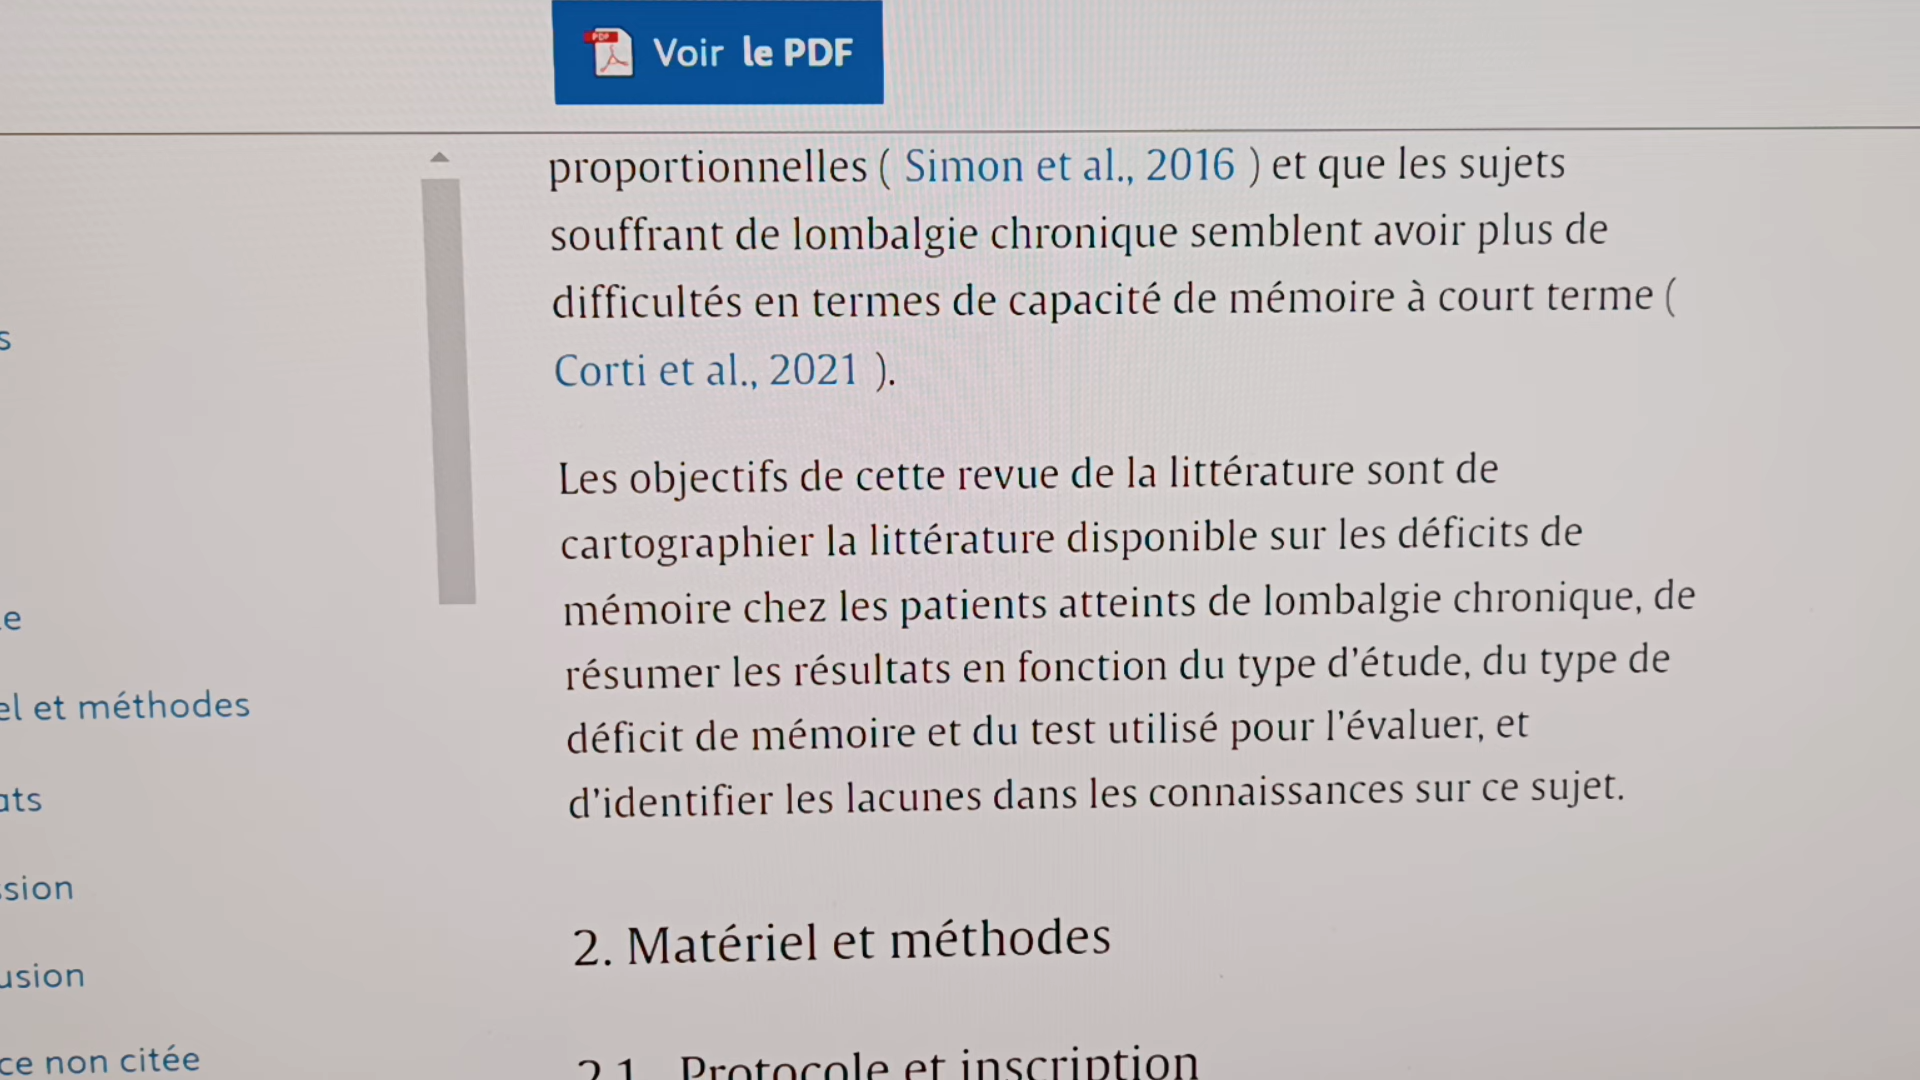 Voir le PDF
proportionnelles ( Simon et al., 2016 ) et que les sujets
souffrant de lombalgie chronique semblent avoir plus de
difficultés en termes de capacité de mémoire à court terme (
Corti et al., 2021 ).
Les objectifs de cette revue de la littérature sont de
cartographier la littérature disponible sur les déficits de
mémoire chez les patients atteints de lombalgie chronique, de
résumer les résultats en fonction du type d'étude, du type de
déficit de mémoire et du test utilisé pour l'évaluer, et
d'identifier les lacunes dans les connaissances sur ce sujet.
2. Matériel et méthodes
2.1. Protocole et inscription
s
e
el et méthodes
ats
ssion
usion
ce non citée